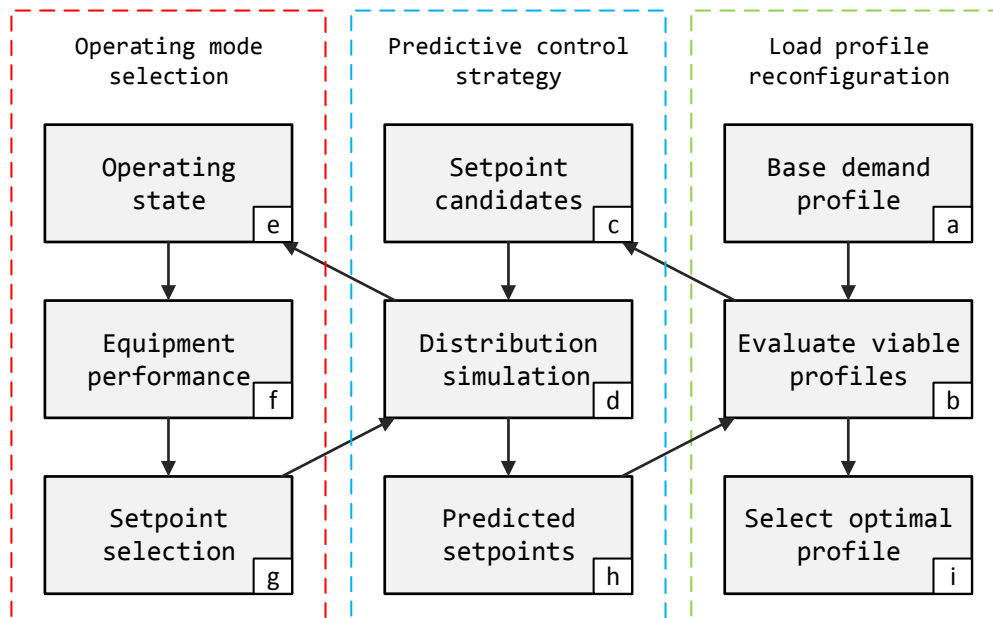 Operating mode
selection
Operating
state
e
Equipment
performance
f
Setpoint
selection
g
Predictive control
strategy
Setpoint
candidates
c
Distribution
simulation
d
Predicted
setpoints
h
Load profile
reconfiguration
Base demand
profile
a
Evaluate viable
profiles
b
Select optimal
profile
i